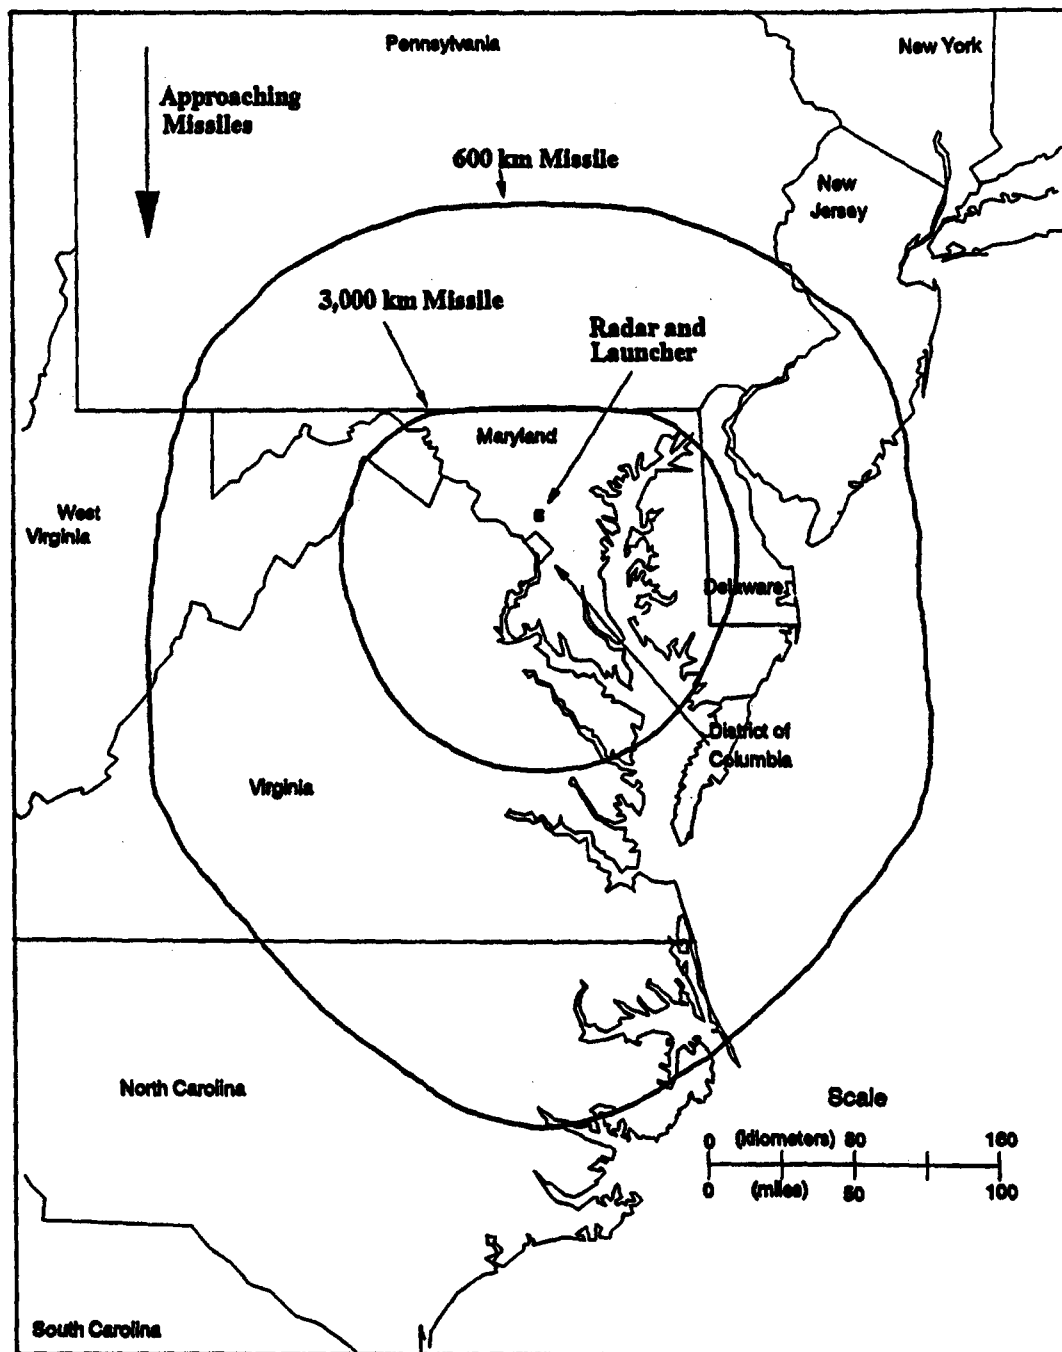 Pennsylvania
New York
Approaching
Missiles
600 km Missile
New
Jersey
3,000 km Missile
Radar and
Launcher
Maryland
West
Virginia
Delaware
District of
Columbia
Virginia
North Carolina
Scale
0 (kilometers) 80 160
0 (miles) 50 100
South Carolina